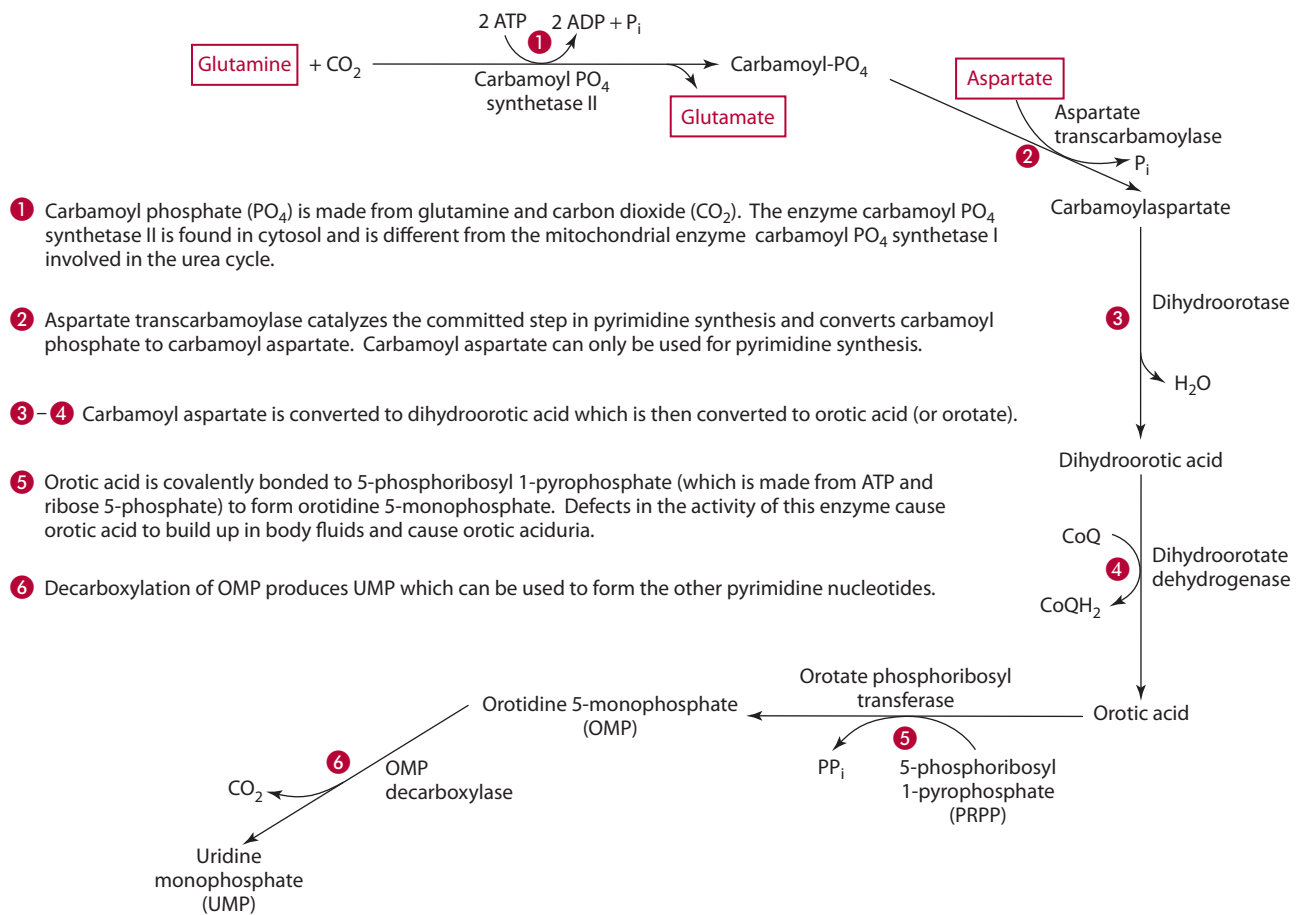 2 ATP 2 ADP + Pi
1
Glutamine + CO2
Carbamoyl PO4
synthetase II
Carbamoyl-PO4
Glutamate
Aspartate
Aspartate
transcarbamoylase
2
Pi
Carbamoylaspartate
1 Carbamoyl phosphate (PO4) is made from glutamine and carbon dioxide (CO2). The enzyme carbamoyl PO4
synthetase II is found in cytosol and is different from the mitochondrial enzyme carbamoyl PO4 synthetase I
involved in the urea cycle.
2 Aspartate transcarbamoylase catalyzes the committed step in pyrimidine synthesis and converts carbamoyl
phosphate to carbamoyl aspartate. Carbamoyl aspartate can only be used for pyrimidine synthesis.
3 – 4 Carbamoyl aspartate is converted to dihydroorotic acid which is then converted to orotic acid (or orotate).
5 Orotic acid is covalently bonded to 5-phosphoribosyl 1-pyrophosphate (which is made from ATP and
ribose 5-phosphate) to form orotidine 5-monophosphate. Defects in the activity of this enzyme cause
orotic acid to build up in body fluids and cause orotic aciduria.
6 Decarboxylation of OMP produces UMP which can be used to form the other pyrimidine nucleotides.
3
Dihydroorotase
H2O
Dihydroorotic acid
CoQ
4
Dihydroorotate
dehydrogenase
CoQH2
Orotic acid
Orotate phosphoribosyl
transferase
5
PPi
5-phosphoribosyl
1-pyrophosphate
(PRPP)
Orotidine 5-monophosphate
(OMP)
6
OMP
decarboxylase
CO2
Uridine
monophosphate
(UMP)